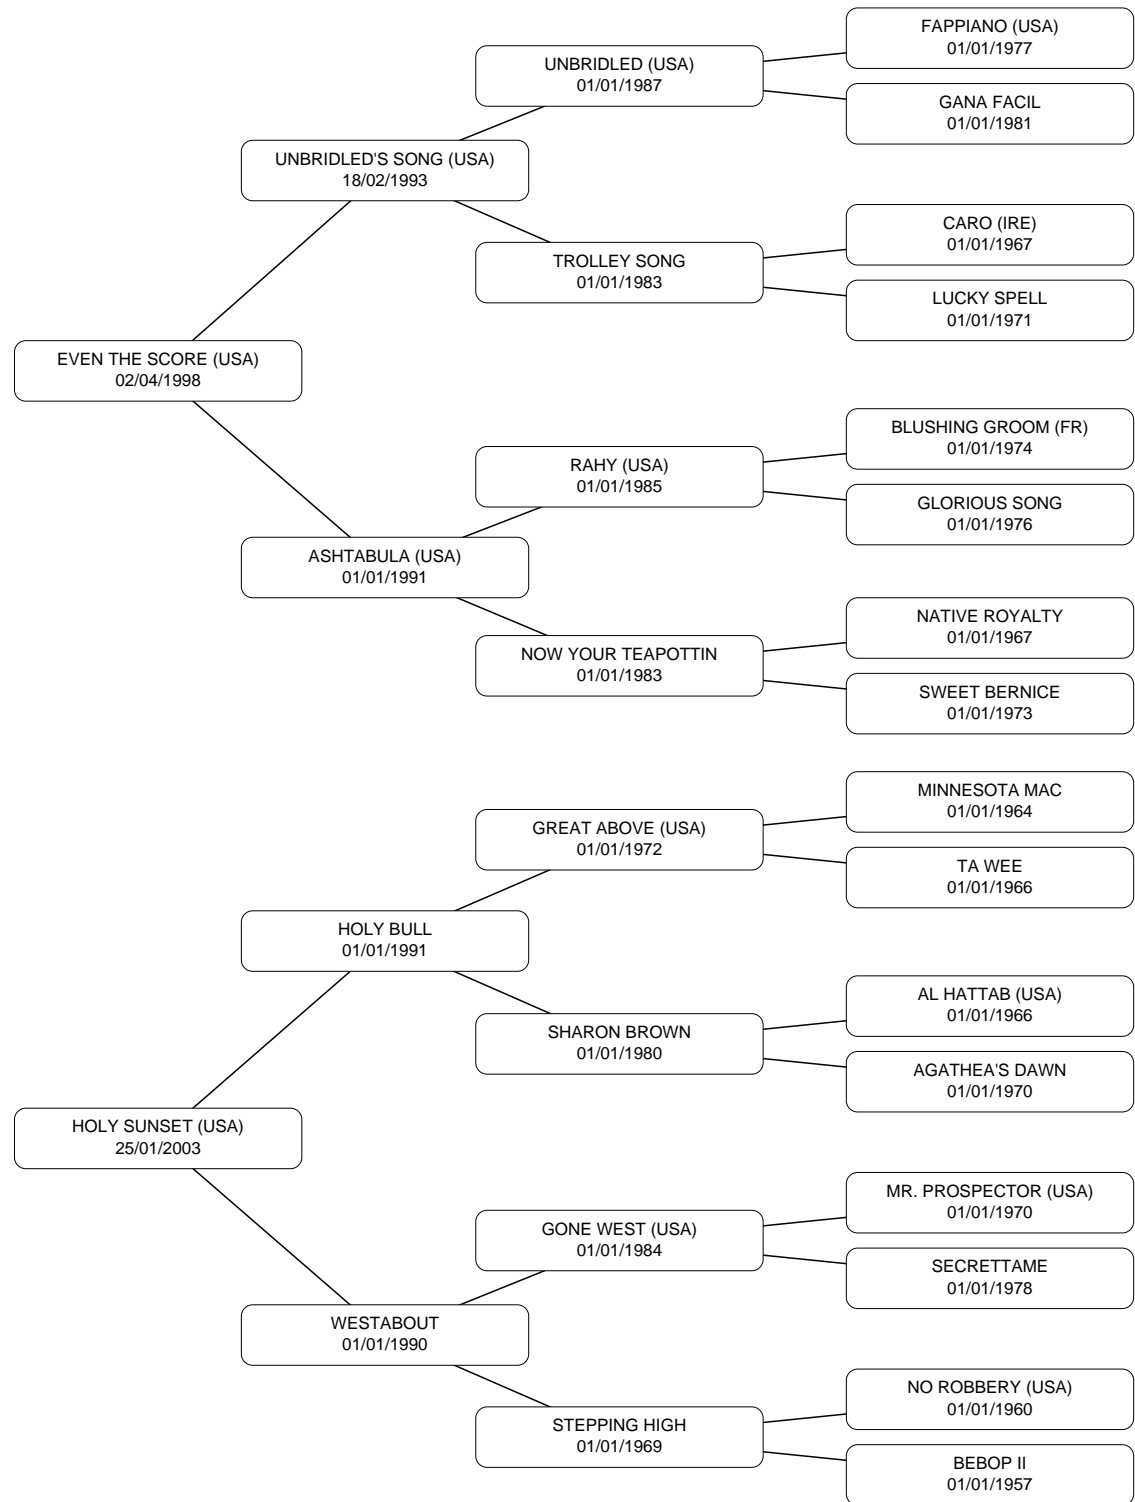 FAPPIANO (USA)
01/01/1977
UNBRIDLED (USA)
01/01/1987
GANA FACIL
01/01/1981
UNBRIDLED'S SONG (USA)
18/02/1993
CARO (IRE)
01/01/1967
TROLLEY SONG
01/01/1983
LUCKY SPELL
01/01/1971
EVEN THE SCORE (USA)
02/04/1998
BLUSHING GROOM (FR)
01/01/1974
RAHY (USA)
01/01/1985
GLORIOUS SONG
01/01/1976
ASHTABULA (USA)
01/01/1991
NATIVE ROYALTY
01/01/1967
NOW YOUR TEAPOTTIN
01/01/1983
SWEET BERNICE
01/01/1973
MINNESOTA MAC
01/01/1964
GREAT ABOVE (USA)
01/01/1972
TA WEE
01/01/1966
HOLY BULL
01/01/1991
AL HATTAB (USA)
01/01/1966
SHARON BROWN
01/01/1980
AGATHEA'S DAWN
01/01/1970
HOLY SUNSET (USA)
25/01/2003
MR. PROSPECTOR (USA)
01/01/1970
GONE WEST (USA)
01/01/1984
SECRETTAME
01/01/1978
WESTABOUT
01/01/1990
NO ROBBERY (USA)
01/01/1960
STEPPING HIGH
01/01/1969
BEBOP II
01/01/1957